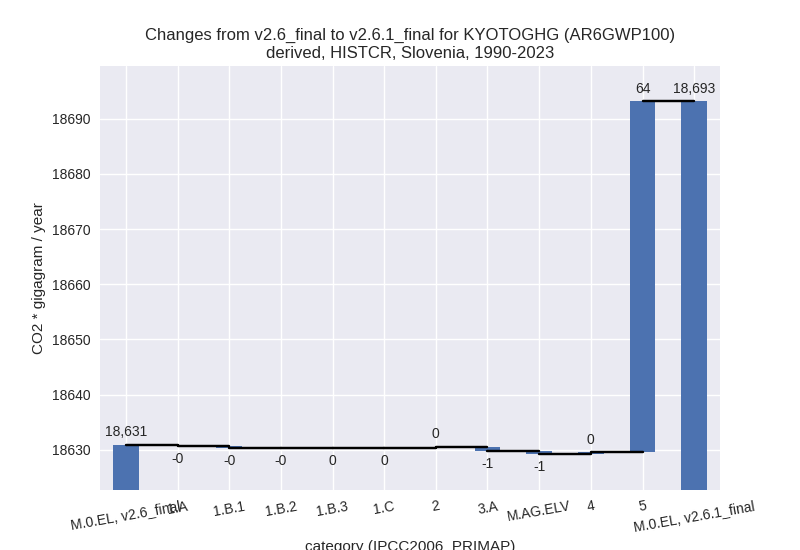 Changes from v2.6_final to v2.6.1_final for KYOTOGHG (AR6GWP100)
derived, HISTCR, Slovenia, 1990-2023
CO2 * gigagram / year
18690
18680
18670
18660
18650
18640
18630
18,631
-0
-0
-0
0
0
0
-1
-1
0
64
18,693
M.0.EL, v2.6_final
1.A
1.B.1
1.B.2
1.B.3
1.C
2
3.A
M.AG.ELV
4
5
M.0.EL, v2.6.1_final
category (IPCC2006_PRIMAP)